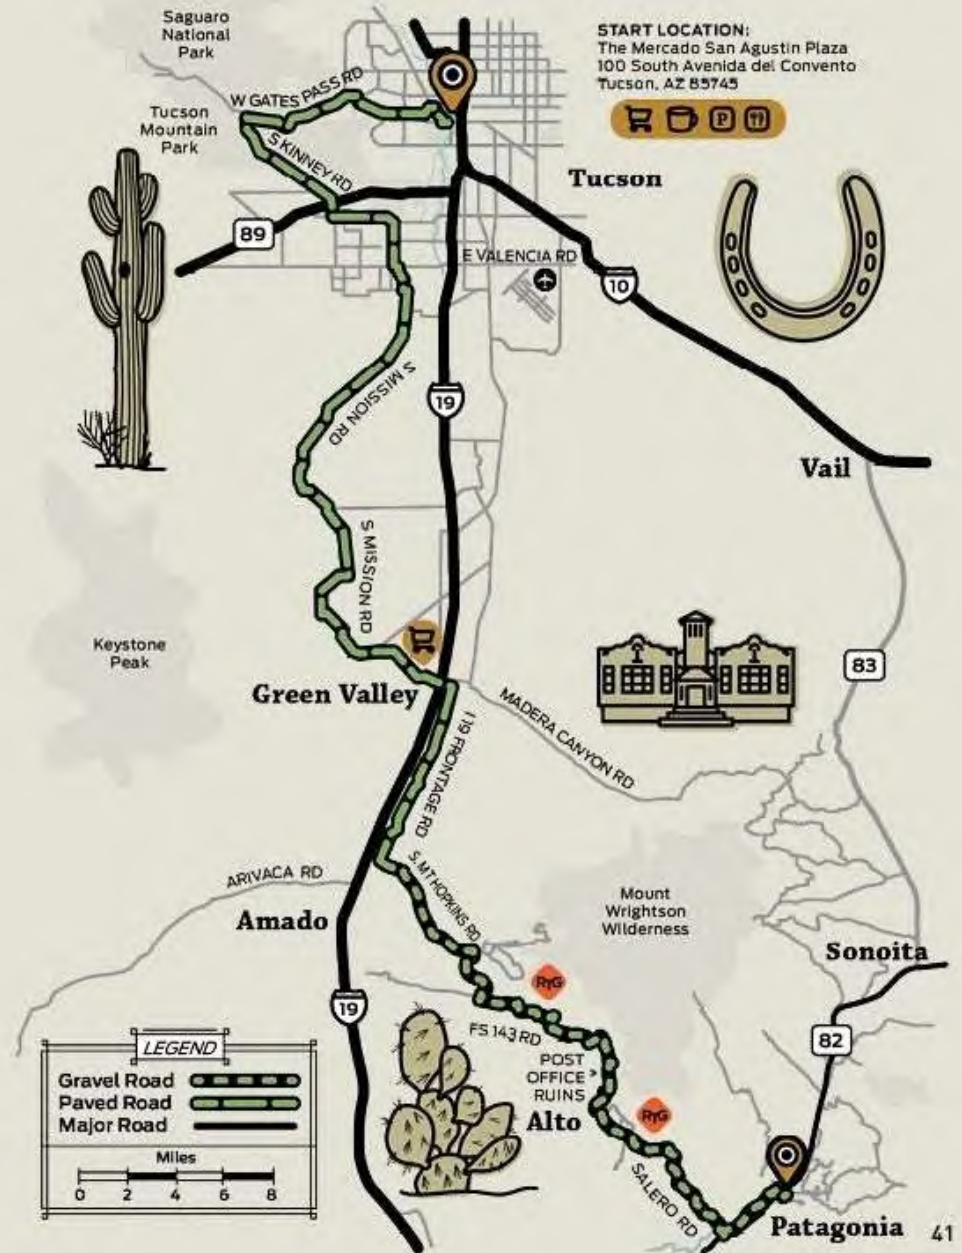 Saguaro
National
Park
START LOCATION:
The Mercado San Agustin Plaza
100 South Avenida del Convento
Tucson, AZ 85745
P
W GATES PASS RD
Tucson
Mountain
Park
S KINNEY RD
Tucson
89
E VALENCIA RD
10
S MISSION RD
19
Vail
S. MISSION RD
Keystone
Peak
83
Green Valley
MADERA CANYON RD
I 19 FRONTAGE RD
ARIVACA RD
S. MT HOPKINS RD
Mount
Wrightson
Wilderness
Amado
Sonoita
RyG
19
FS 143 RD
82
POST
OFFICE
RUINS
Alto
RyG
SALERO RD
LEGEND
Gravel Road
Paved Road
Major Road
Miles
0 2 4 6 8
Patagonia
41